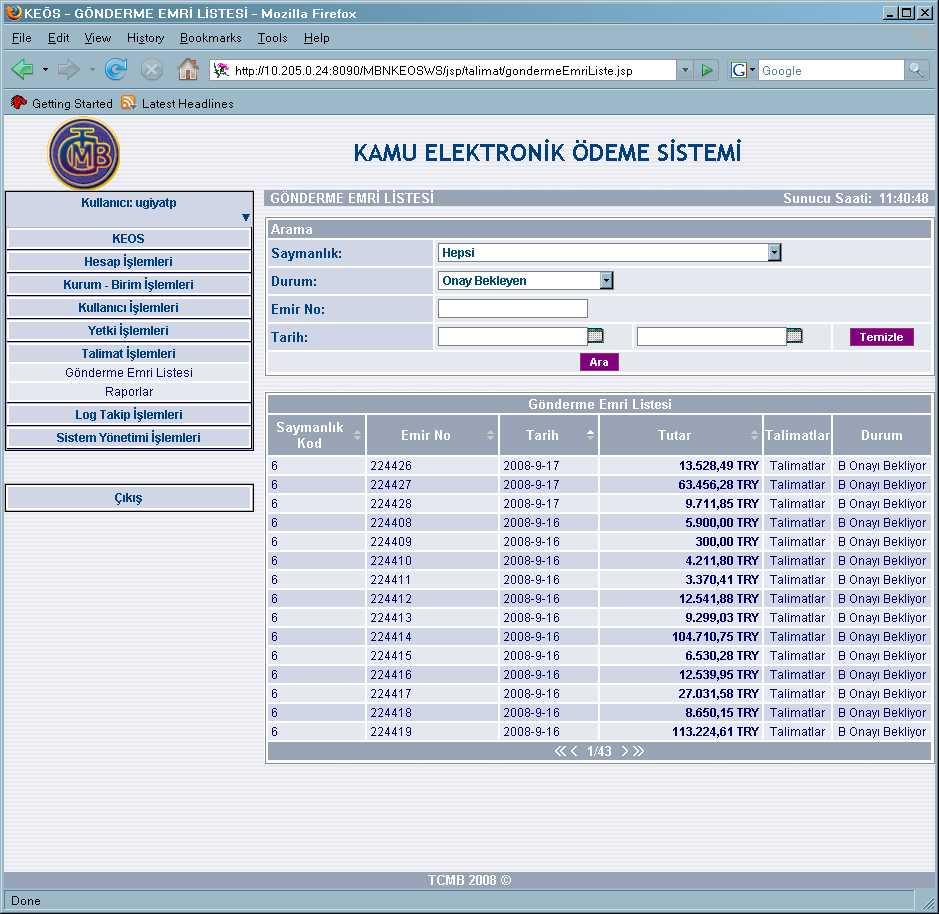 KEÖS - GÖNDERME EMRİ LİSTESİ - Mozilla Firefox
File Edit View History Bookmarks Tools Help
http://10.205.0.24:8090/MBNKEOSWS/jsp/talimat/gondermeEmriListe.jsp G Google
Getting Started Latest Headlines
TCMB
KAMU ELEKTRONİK ÖDEME SİSTEMİ
Kullanıcı: ugiyatp
KEOS
Hesap İşlemleri
Kurum - Birim İşlemleri
Kullanıcı İşlemleri
Yetki İşlemleri
Talimat İşlemleri
Gönderme Emri Listesi
Raporlar
Log Takip İşlemleri
Sistem Yönetimi İşlemleri
Çıkış
GÖNDERME EMRİ LİSTESİ Sunucu Saati: 11:40:48
Arama
Saymanlık: Hepsi
Durum: Onay Bekleyen
Emir No:
Tarih: Temizle
Ara
Gönderme Emri Listesi
Saymanlık Kod Emir No Tarih Tutar Talimatlar Durum
6 224426 2008-9-17 13.528,49 TRY Talimatlar B Onayı Bekliyor
6 224427 2008-9-17 63.456,28 TRY Talimatlar B Onayı Bekliyor
6 224428 2008-9-17 9.711,85 TRY Talimatlar B Onayı Bekliyor
6 224408 2008-9-16 5.900,00 TRY Talimatlar B Onayı Bekliyor
6 224409 2008-9-16 300,00 TRY Talimatlar B Onayı Bekliyor
6 224410 2008-9-16 4.211,80 TRY Talimatlar B Onayı Bekliyor
6 224411 2008-9-16 3.370,41 TRY Talimatlar B Onayı Bekliyor
6 224412 2008-9-16 12.541,88 TRY Talimatlar B Onayı Bekliyor
6 224413 2008-9-16 9.299,03 TRY Talimatlar B Onayı Bekliyor
6 224414 2008-9-16 104.710,75 TRY Talimatlar B Onayı Bekliyor
6 224415 2008-9-16 6.530,28 TRY Talimatlar B Onayı Bekliyor
6 224416 2008-9-16 12.539,95 TRY Talimatlar B Onayı Bekliyor
6 224417 2008-9-16 27.031,58 TRY Talimatlar B Onayı Bekliyor
6 224418 2008-9-16 8.650,15 TRY Talimatlar B Onayı Bekliyor
6 224419 2008-9-16 113.224,61 TRY Talimatlar B Onayı Bekliyor
1/43
TCMB 2008 ©
Done